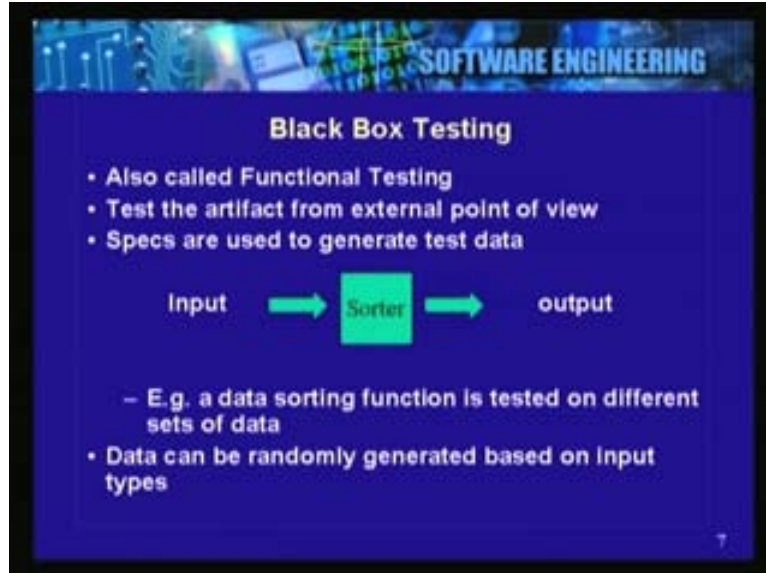 SOFTWARE ENGINEERING
Black Box Testing
• Also called Functional Testing
• Test the artifact from external point of view
• Specs are used to generate test data
Input Sorter output
– E.g. a data sorting function is tested on different
sets of data
• Data can be randomly generated based on input
types
7